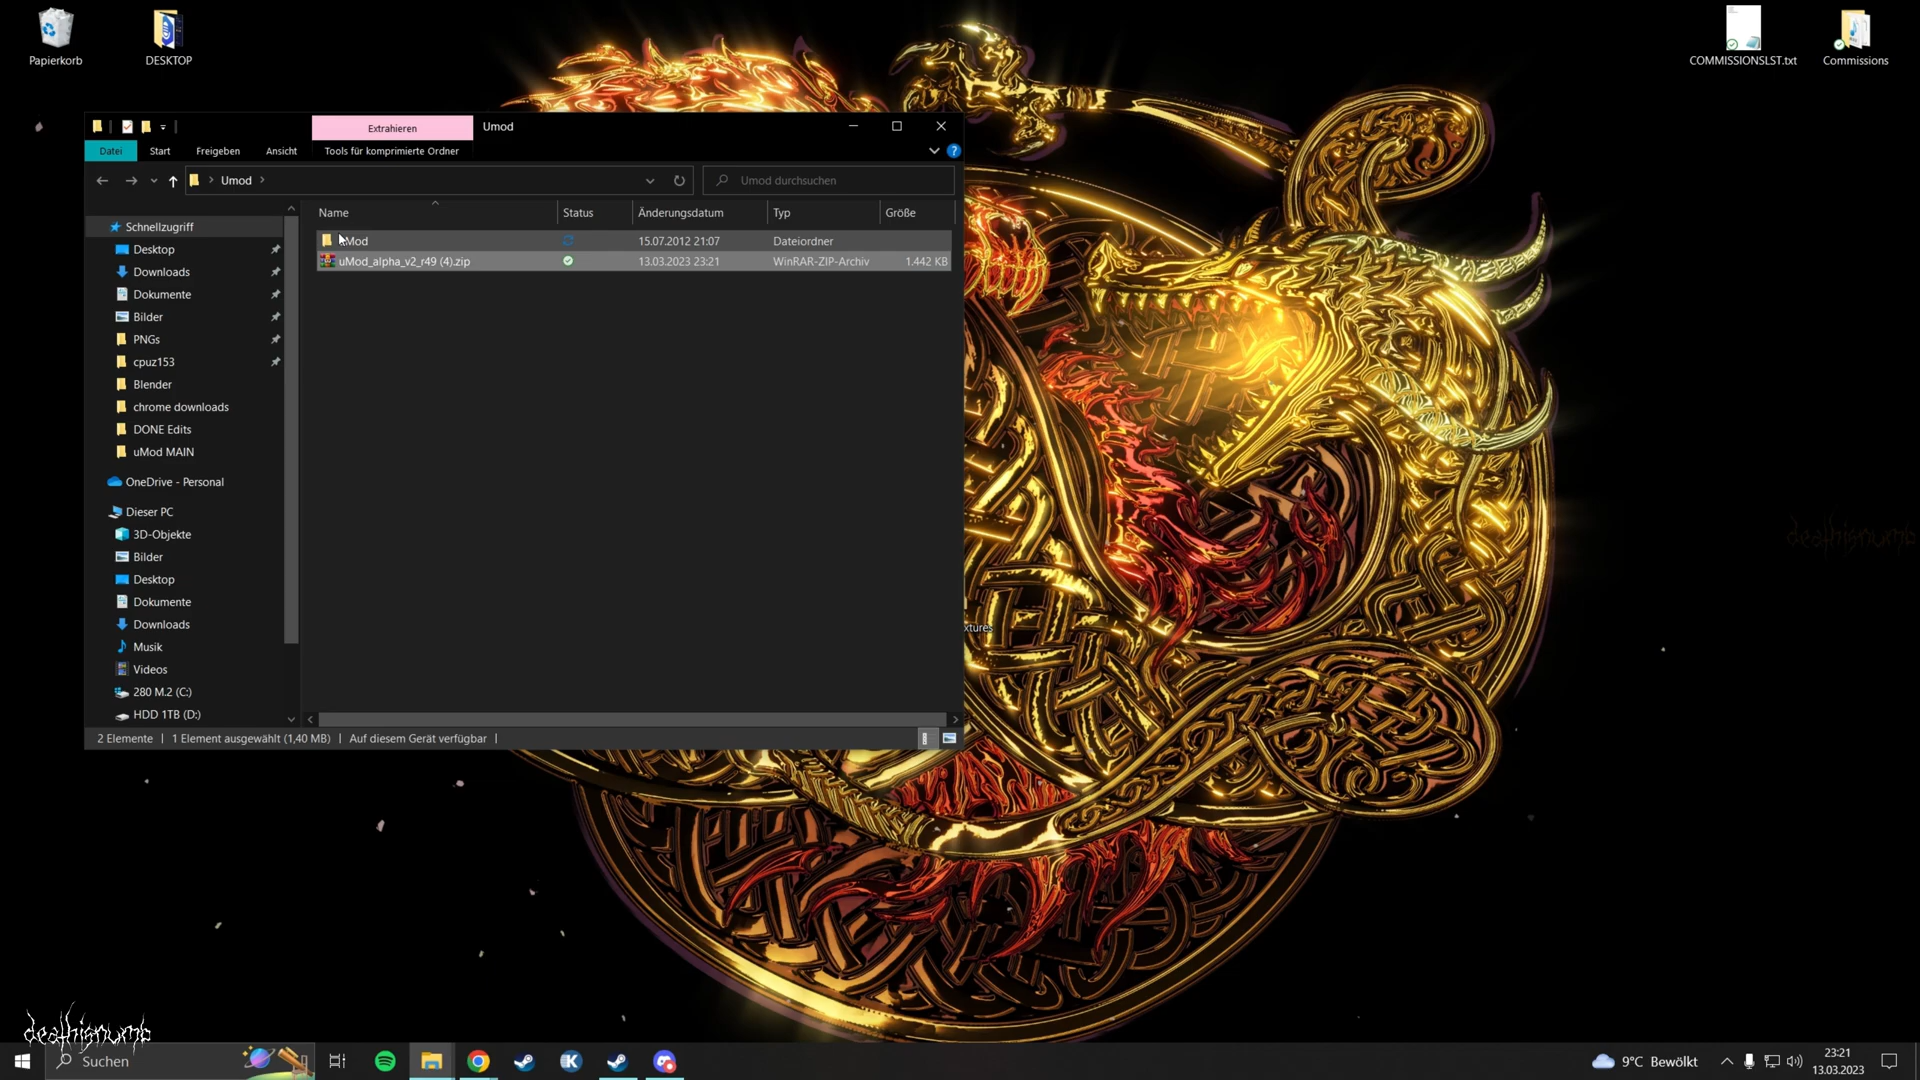 Papierkorb
DESKTOP
COMMISSIONSLST.txt
Commissions
Extrahieren
Umod
Datei
Start
Freigeben
Ansicht
Tools für komprimierte Ordner
Umod
Umod durchsuchen
Name
Status
Änderungsdatum
Typ
Größe
Mod
15.07.2012 21:07
Dateiordner
uMod_alpha_v2_r49 (4).zip
13.03.2023 23:21
WinRAR-ZIP-Archiv
1.442 KB
Schnellzugriff
Desktop
Downloads
Dokumente
Bilder
PNGs
cpuz153
Blender
chrome downloads
DONE Edits
uMod MAIN
OneDrive - Personal
Dieser PC
3D-Objekte
Bilder
Desktop
Dokumente
Downloads
Musik
Videos
280 M.2 (C:)
HDD 1TB (D:)
xtures
2 Elemente
1 Element ausgewählt (1,40 MB)
Auf diesem Gerät verfügbar
deathisnumb
deathisnumb
Suchen
9°C Bewölkt
23:21
13.03.2023